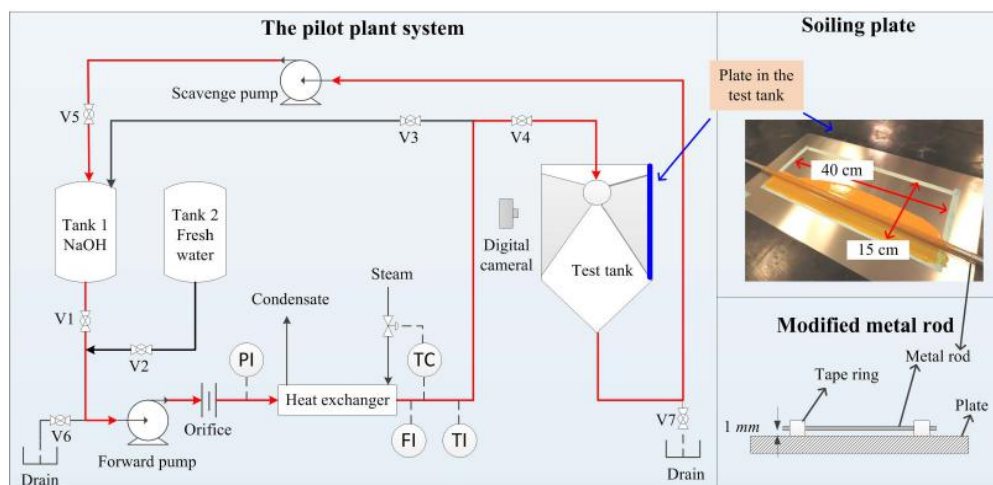 The pilot plant system
Scavenge pump
V5
V3
V4
Tank 1
NaOH
Tank 2
Fresh
water
Digital
camera
Test tank
Steam
Condensate
V1
V2
PI
TC
Heat exchanger
Orifice
V6
FI
TI
V7
Forward pump
Drain
Drain
Soiling plate
Plate in the
test tank
40 cm
15 cm
Modified metal rod
Metal rod
Tape ring
Plate
1 mm